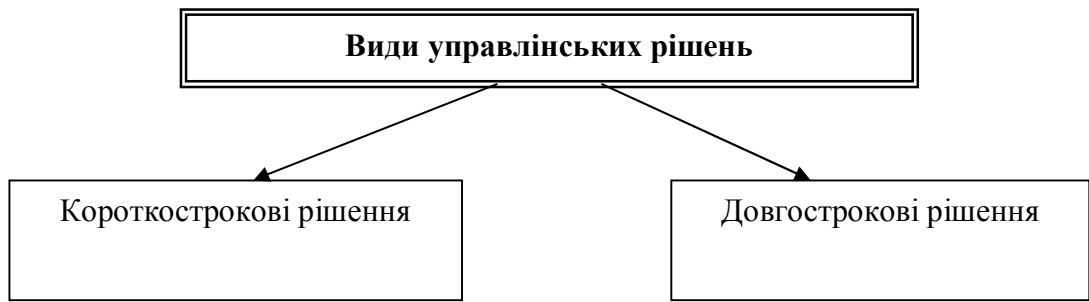 Види управлінських рішень
Короткострокові рішення
Довгострокові рішення